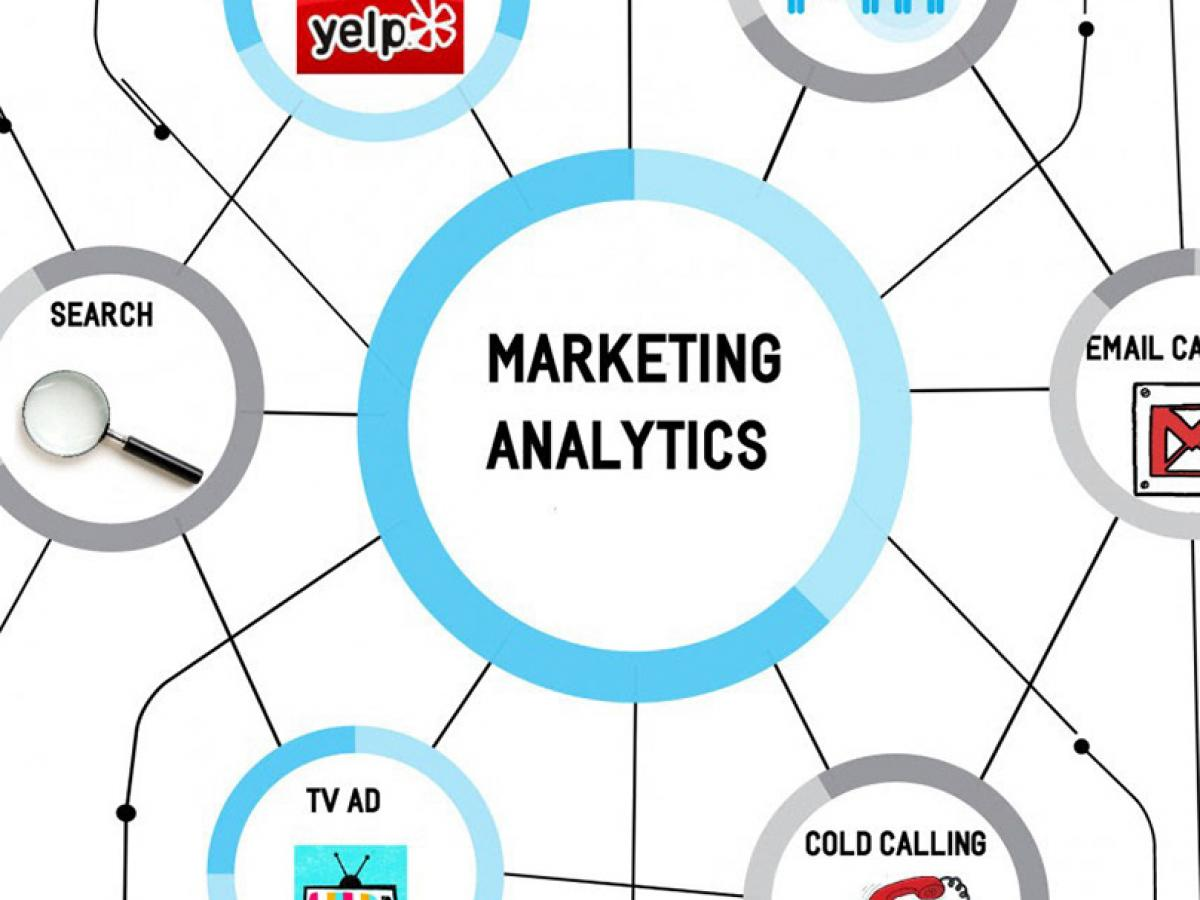 yelp
SEARCH
EMAIL CA
MARKETING
ANALYTICS
TV AD
COLD CALLING